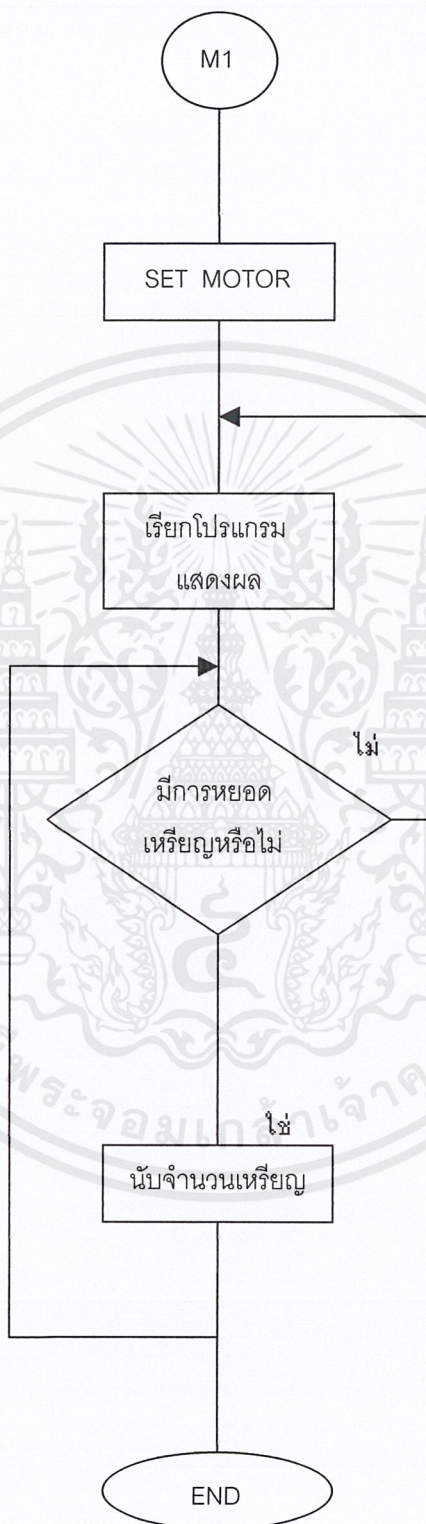 M1
SET MOTOR
เรียกโปรแกรม
แสดงผล
ไม่
มีการหยอด
เหรียญหรือไม่
ใช่
นับจำนวนเหรียญ
END